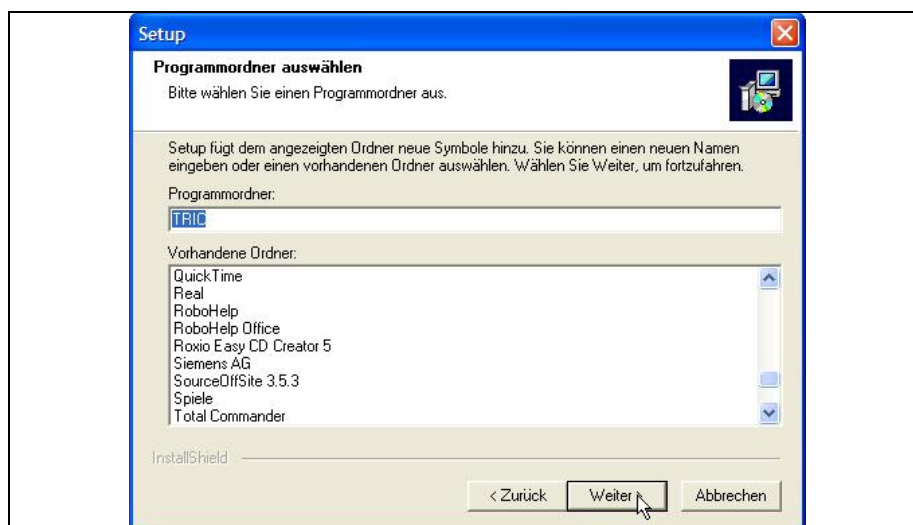 Setup
Programmordner auswählen
Bitte wählen Sie einen Programmordner aus.
Setup fügt dem angezeigten Ordner neue Symbole hinzu. Sie können einen neuen Namen
eingeben oder einen vorhandenen Ordner auswählen. Wählen Sie Weiter, um fortzufahren.
Programmordner:
TRIC
Vorhandene Ordner:
QuickTime
Real
RoboHelp
RoboHelp Office
Roxio Easy CD Creator 5
Siemens AG
SourceOffSite 3.5.3
Spiele
Total Commander
InstallShield
< Zurück Weiter > Abbrechen